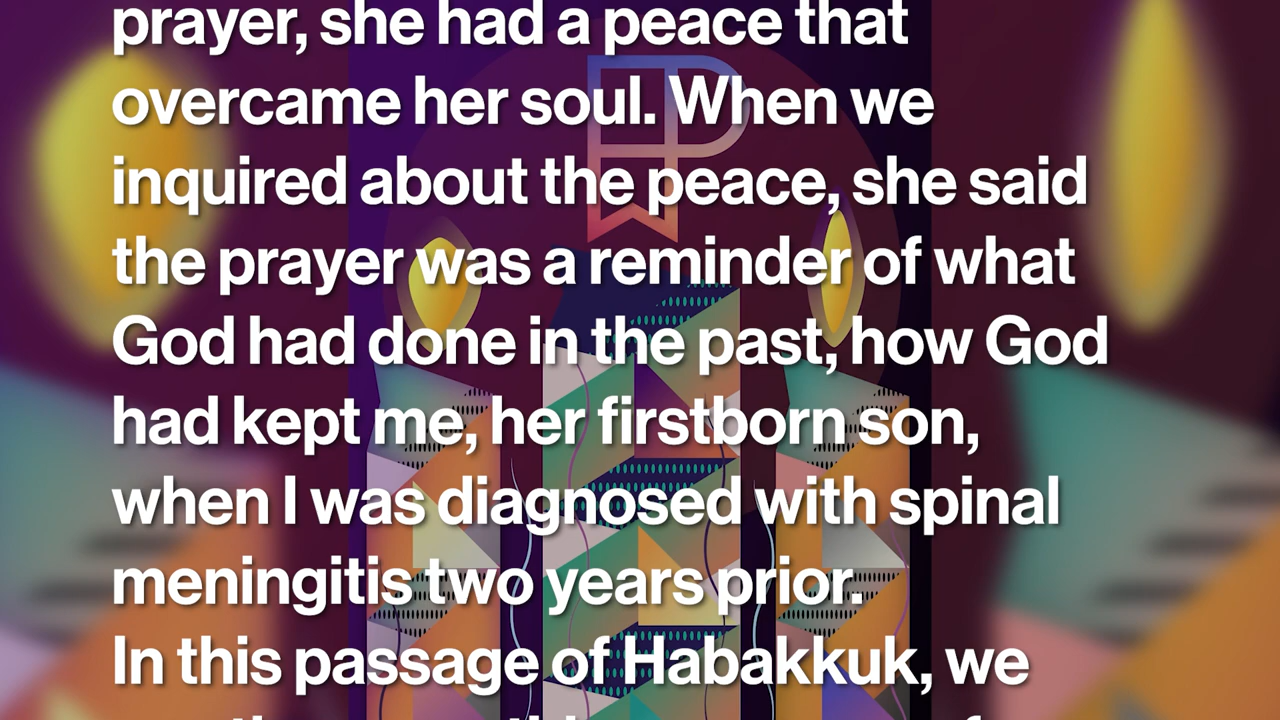 prayer, she had a peace that
overcame her soul. When we
inquired about the peace, she said
the prayer was a reminder of what
God had done in the past, how God
had kept me, her firstborn son,
when I was diagnosed with spinal
meningitis two years prior.
In this passage of Habakkuk, we